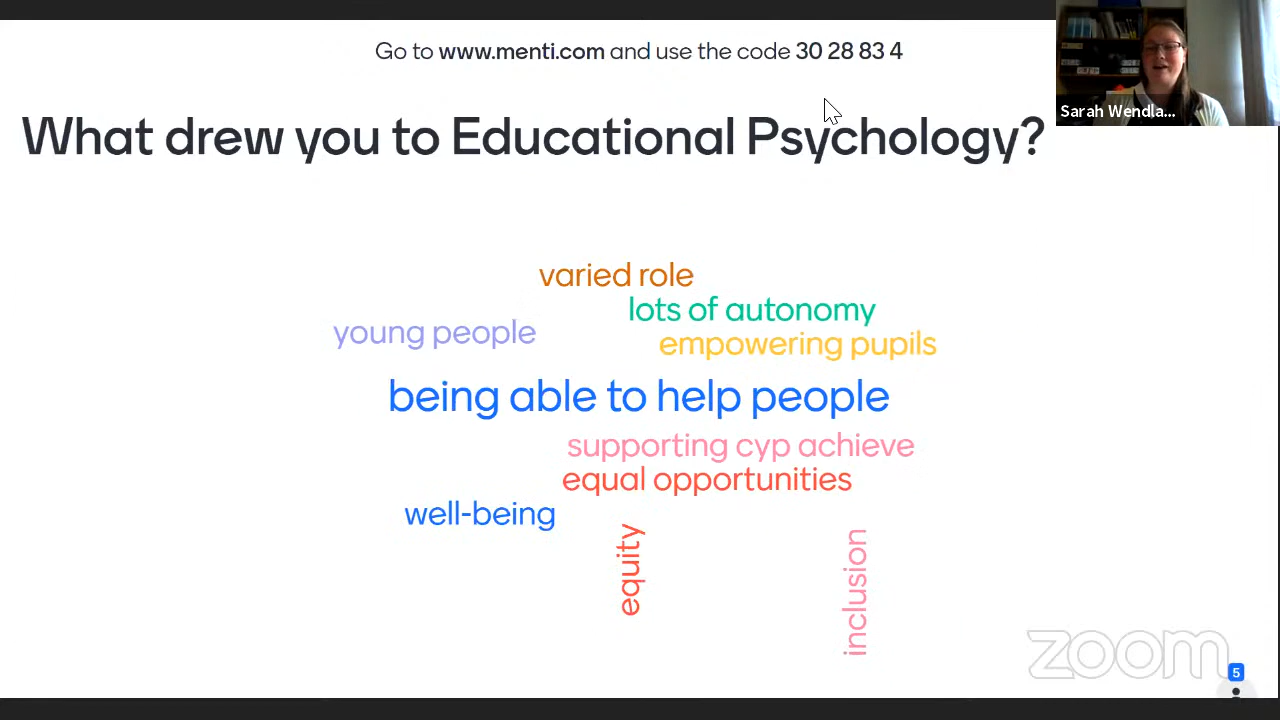 Go to www.menti.com and use the code 30 28 83 4
Sarah Wendla...
What drew you to Educational Psychology?
varied role
lots of autonomy
young people
empowering pupils
being able to help people
supporting cyp achieve
equal opportunities
well-being
equity
inclusion
zoom
5